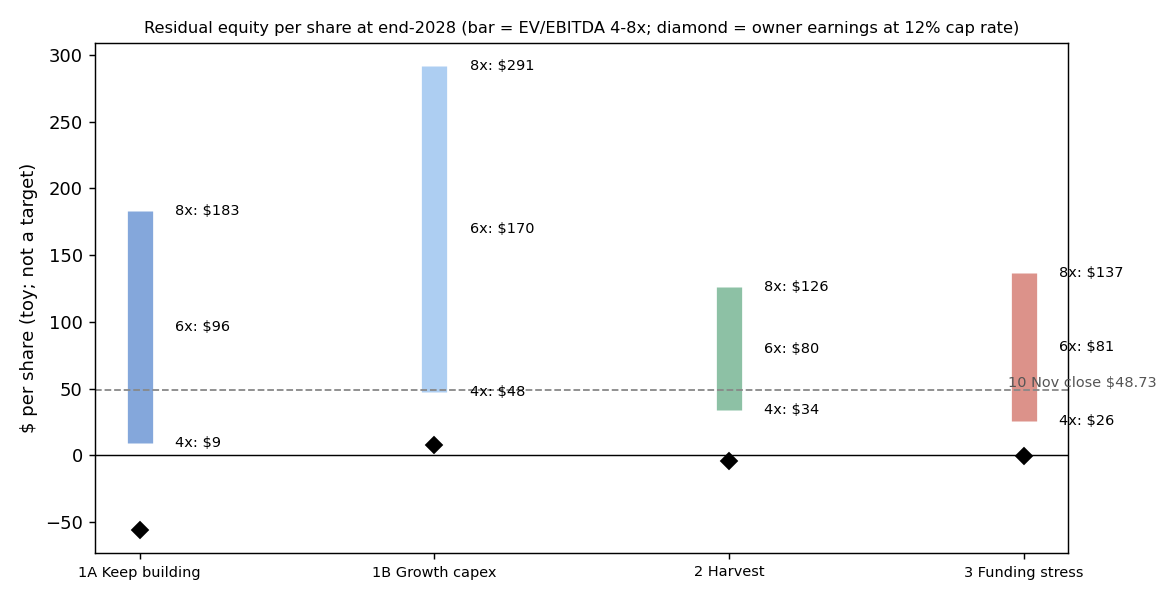 Residual equity per share at end-2028 (bar = EV/EBITDA 4-8x; diamond = owner earnings at 12% cap rate)
$ per share (toy; not a target)
300
250
200
150
100
50
0
−50
8x: $183
6x: $96
4x: $9
8x: $291
6x: $170
4x: $48
8x: $126
6x: $80
4x: $34
8x: $137
6x: $81
10 Nov close $48.73
4x: $26
1A Keep building
1B Growth capex
2 Harvest
3 Funding stress